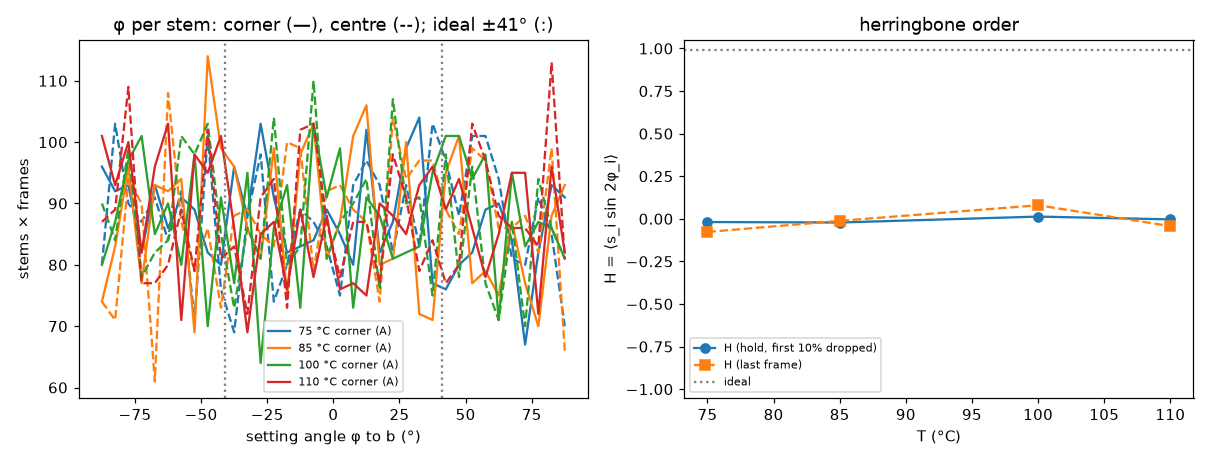 φ per stem: corner (—), centre (--); ideal ±41° (:)
stems × frames
110
100
90
80
70
60
75 °C corner (A)
85 °C corner (A)
100 °C corner (A)
110 °C corner (A)
−75
−50
−25
0
25
50
75
setting angle φ to b (°)
herringbone order
H = ⟨s_i sin 2φ_i⟩
1.00
0.75
0.50
0.25
0.00
−0.25
−0.50
−0.75
−1.00
H (hold, first 10% dropped)
H (last frame)
ideal
75
80
85
90
95
100
105
110
T (°C)